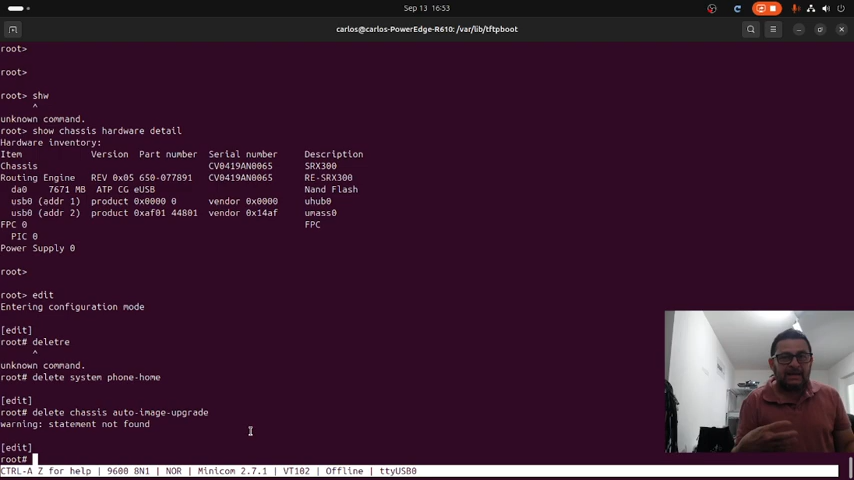 Sep 13 16:53
carlos@carlos-PowerEdge-R610: /var/lib/tftpboot
root>
root>
root> shw
^
unknown command.
root> show chassis hardware detail
Hardware inventory:
Item Version Part number Serial number Description
Chassis CV0419AN0065 SRX300
Routing Engine REV 0x05 650-077891 CV0419AN0065 RE-SRX300
da0 7671 MB ATP CG eUSB Nand Flash
usb0 (addr 1) product 0x0000 0 vendor 0x0000 uhub0
usb0 (addr 2) product 0xaf01 44801 vendor 0x14af umass0
FPC 0 FPC
PIC 0
Power Supply 0
root>
root> edit
Entering configuration mode
[edit]
root# deletre
^
unknown command.
root# delete system phone-home
[edit]
root# delete chassis auto-image-upgrade
warning: statement not found
[edit]
root#
CTRL-A Z for help | 9600 8N1 | NOR | Minicom 2.7.1 | VT102 | Offline | ttyUSB0